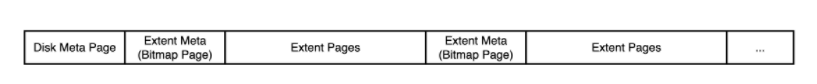 Disk Meta Page
Extent Meta
(Bitmap Page)
Extent Pages
Extent Meta
(Bitmap Page)
Extent Pages
...